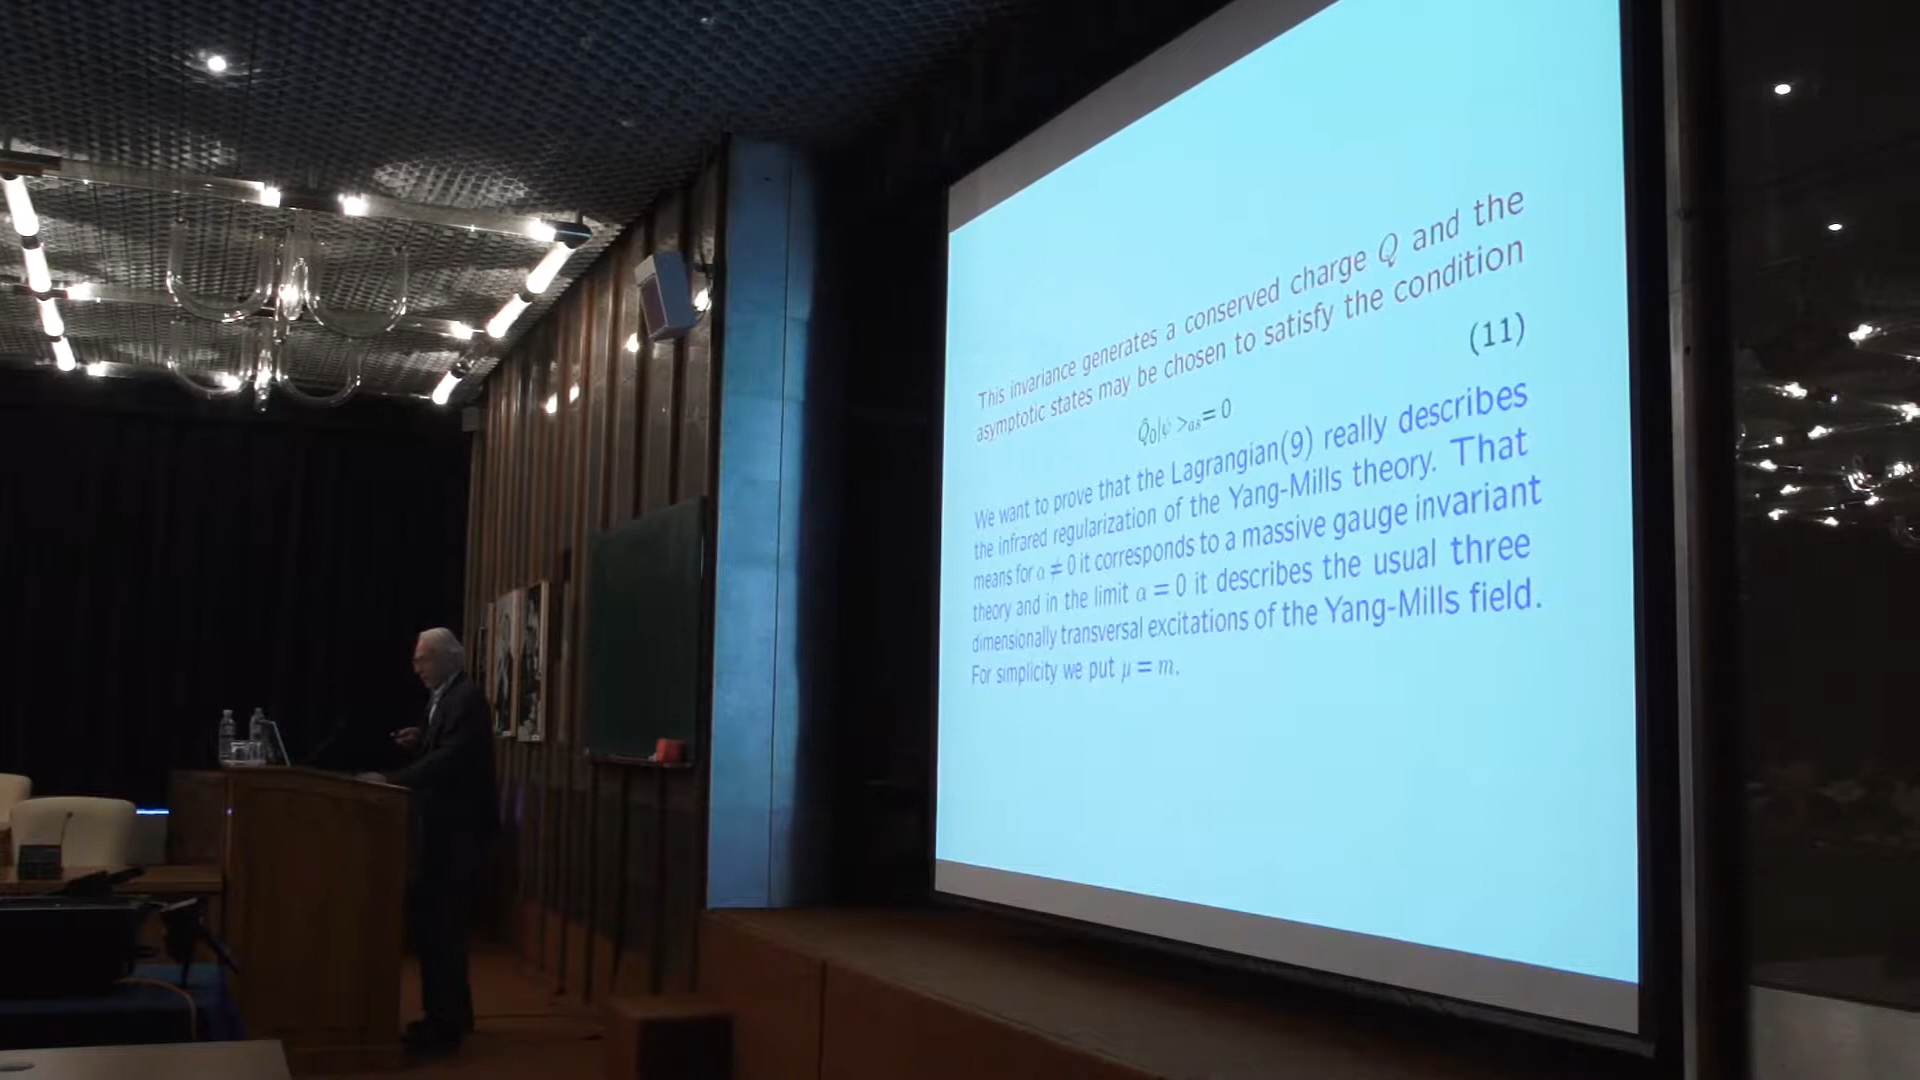 This invariance generates a conserved charge Q and the
asymptotic states may be chosen to satisfy the condition
Q̂₀|ψ >ₐₛ= 0 (11)
We want to prove that the Lagrangian(9) really describes
the infrared regularization of the Yang-Mills theory. That
means for α ≠ 0 it corresponds to a massive gauge invariant
theory and in the limit α = 0 it describes the usual three
dimensionally transversal excitations of the Yang-Mills field.
For simplicity we put μ = m.